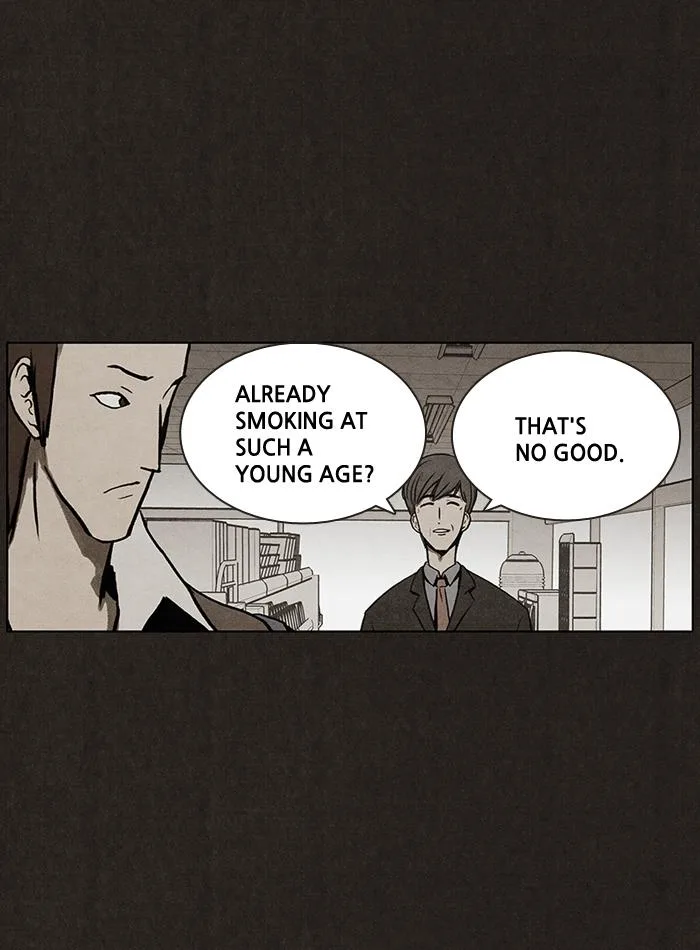 ALREADY
SMOKING AT
SUCH A
YOUNG AGE?
THAT'S
NO GOOD.